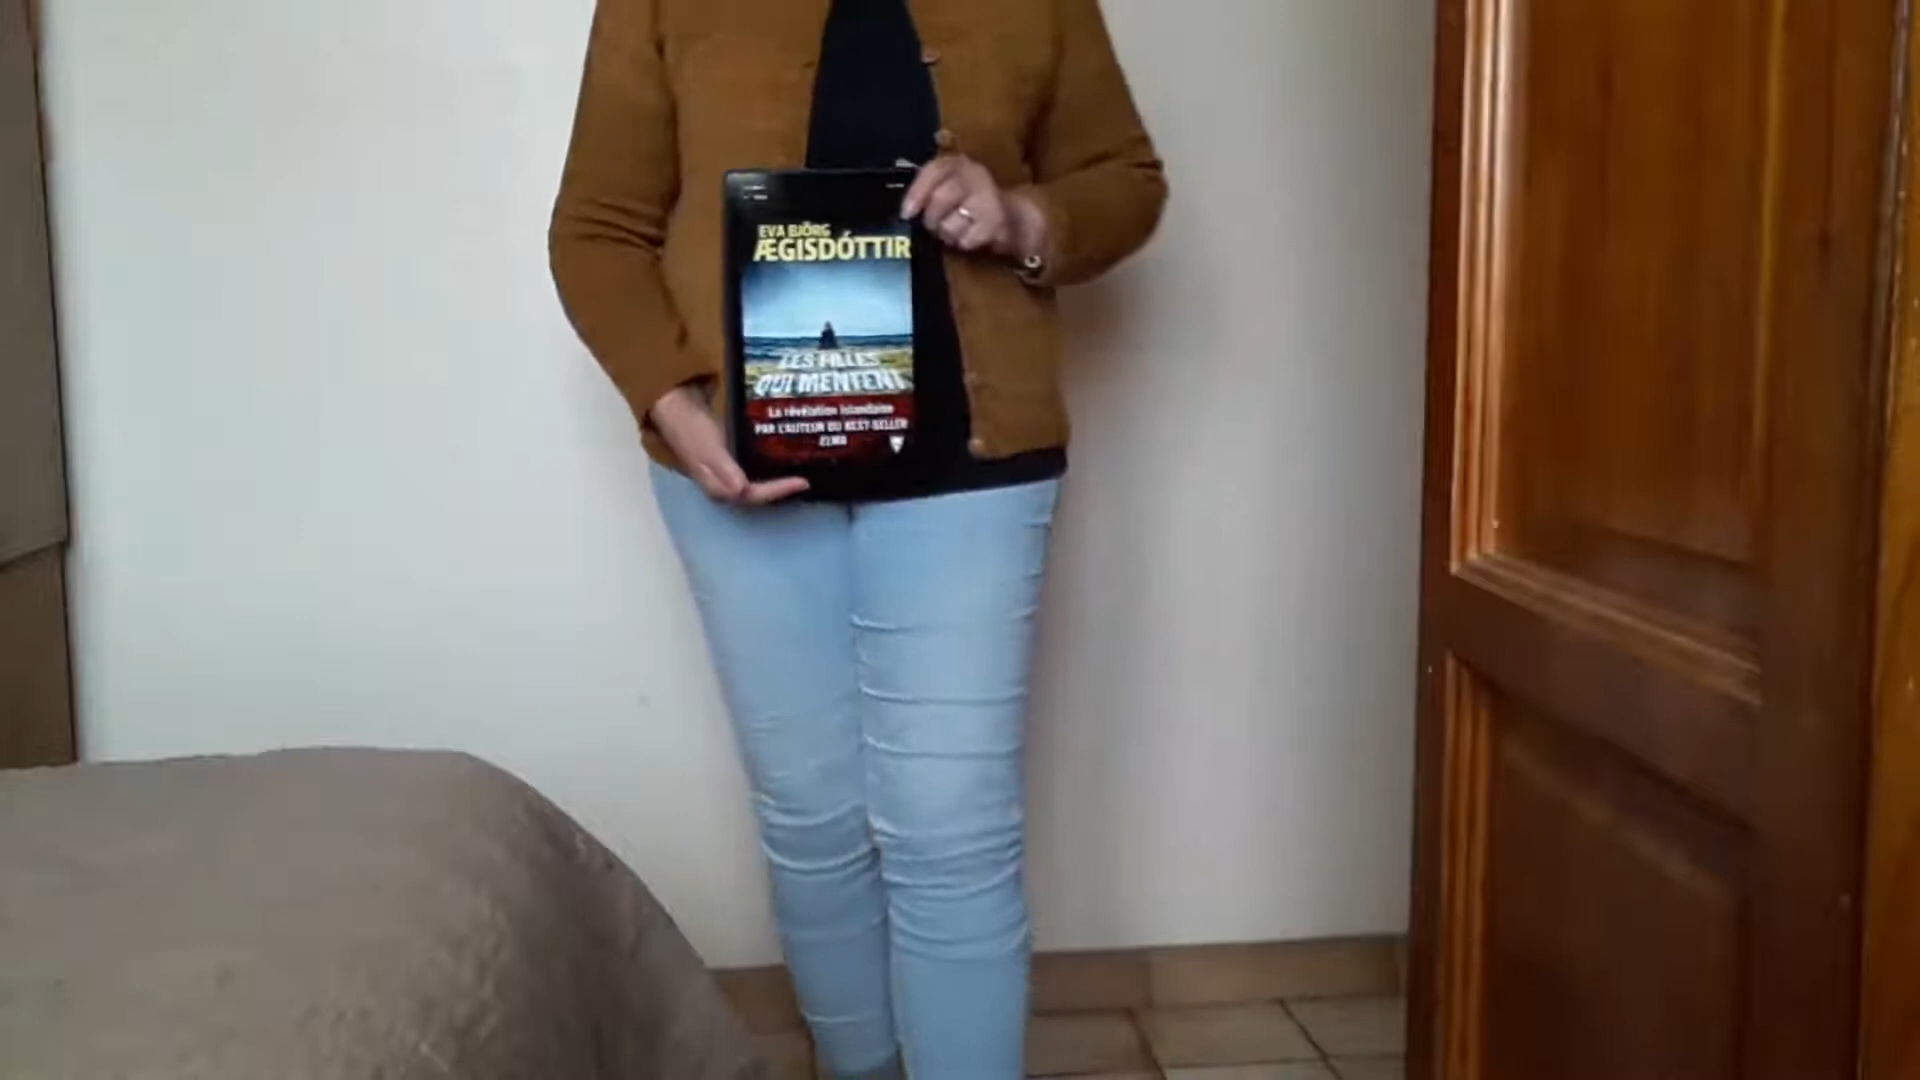 EVA BJÖRG
ÆGISDÓTTIR
LES FILLES
QUI MENTENT
La révélation islandaise
PAR L'AUTEUR DU BEST-SELLER
ELMA